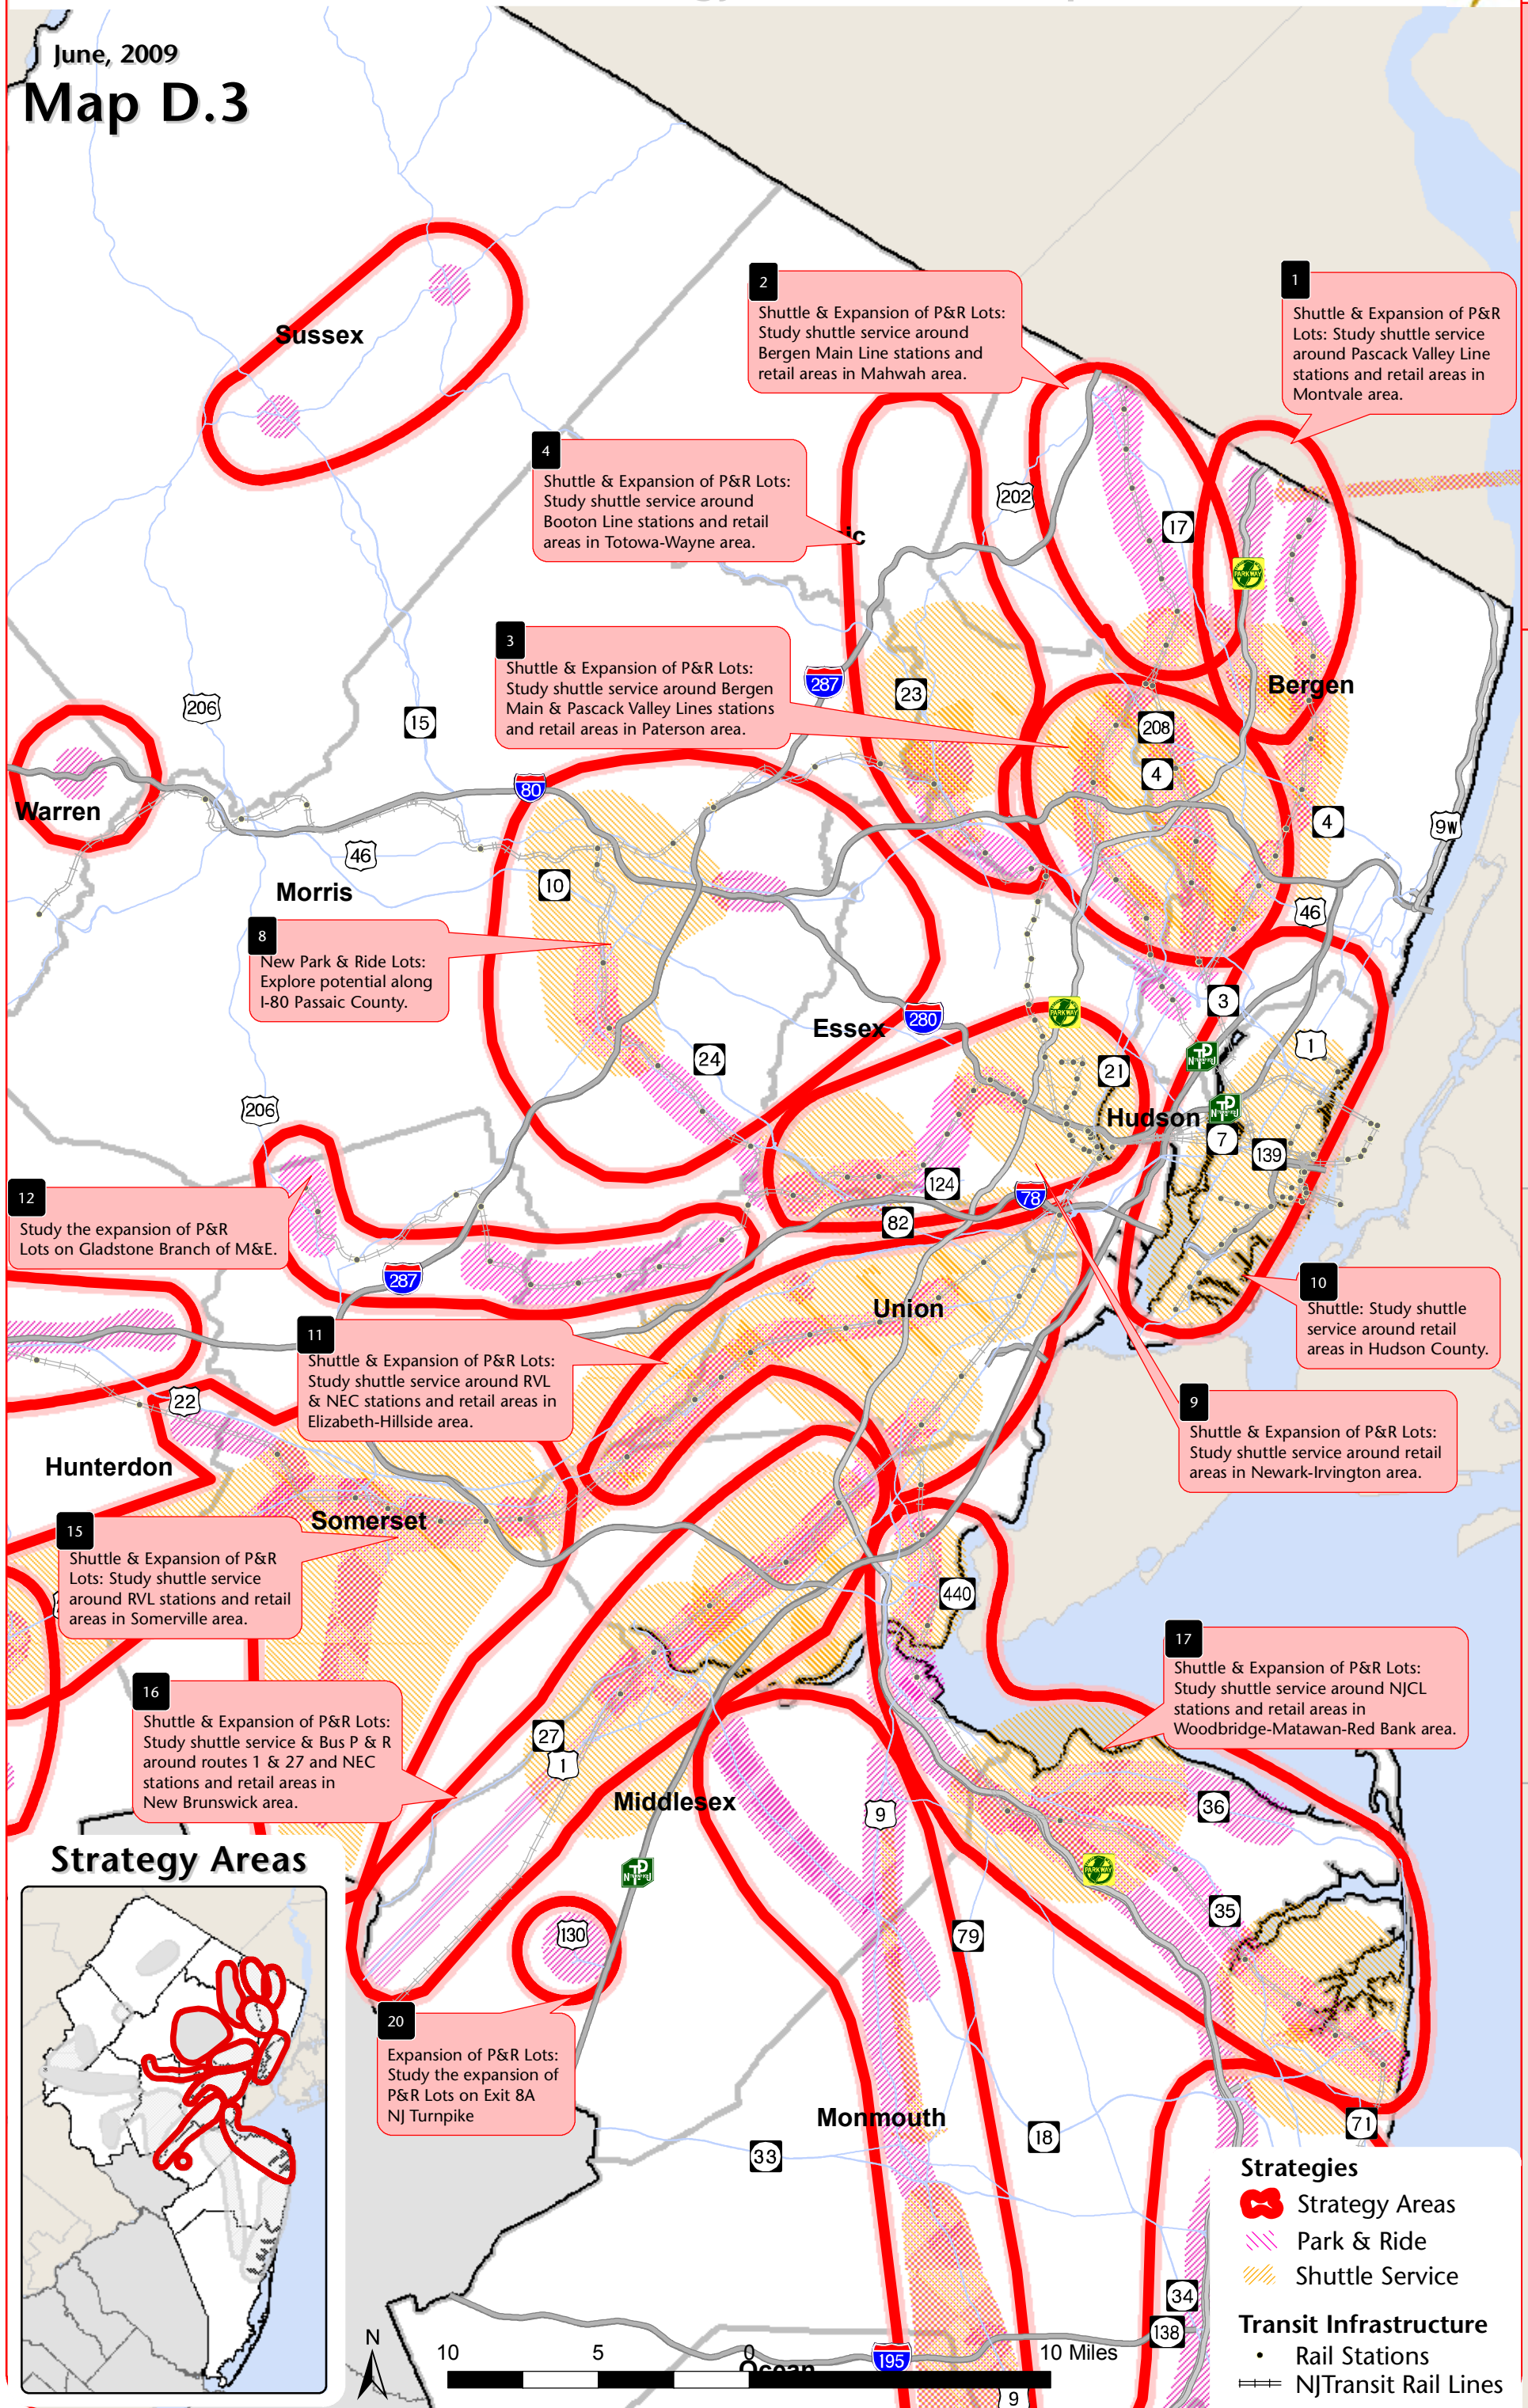 June, 2009
Map D.3
2
Shuttle & Expansion of P&R Lots:
Study shuttle service around
Bergen Main Line stations and
retail areas in Mahwah area.
1
Shuttle & Expansion of P&R
Lots: Study shuttle service
around Pascack Valley Line
stations and retail areas in
Montvale area.
Sussex
4
Shuttle & Expansion of P&R Lots:
Study shuttle service around
Booton Line stations and retail
areas in Totowa-Wayne area.
ic
202
17
PARKWAY
3
Shuttle & Expansion of P&R Lots:
Study shuttle service around Bergen
Main & Pascack Valley Lines stations
and retail areas in Paterson area.
287
23
Bergen
206
15
208
4
80
Warren
4
9W
46
10
Morris
46
8
New Park & Ride Lots:
Explore potential along
I-80 Passaic County.
3
PARKWAY
280
Essex
24
21
1
206
Hudson
7
139
124
78
82
12
Study the expansion of P&R
Lots on Gladstone Branch of M&E.
287
10
Shuttle: Study shuttle
service around retail
areas in Hudson County.
Union
11
Shuttle & Expansion of P&R Lots:
Study shuttle service around RVL
& NEC stations and retail areas in
Elizabeth-Hillside area.
22
9
Shuttle & Expansion of P&R Lots:
Study shuttle service around retail
areas in Newark-Irvington area.
Hunterdon
Somerset
15
Shuttle & Expansion of P&R
Lots: Study shuttle service
around RVL stations and retail
areas in Somerville area.
440
17
Shuttle & Expansion of P&R Lots:
Study shuttle service around NJCL
stations and retail areas in
Woodbridge-Matawan-Red Bank area.
16
Shuttle & Expansion of P&R Lots:
Study shuttle service & Bus P & R
around routes 1 & 27 and NEC
stations and retail areas in
New Brunswick area.
27
1
Middlesex
9
36
PARKWAY
35
79
130
20
Expansion of P&R Lots:
Study the expansion of
P&R Lots on Exit 8A
NJ Turnpike
Monmouth
18
33
71
34
138
195
9
Ocean
Strategy Areas
N
10
5
0
10 Miles
Strategies
Strategy Areas
Park & Ride
Shuttle Service
Transit Infrastructure
Rail Stations
NJTransit Rail Lines